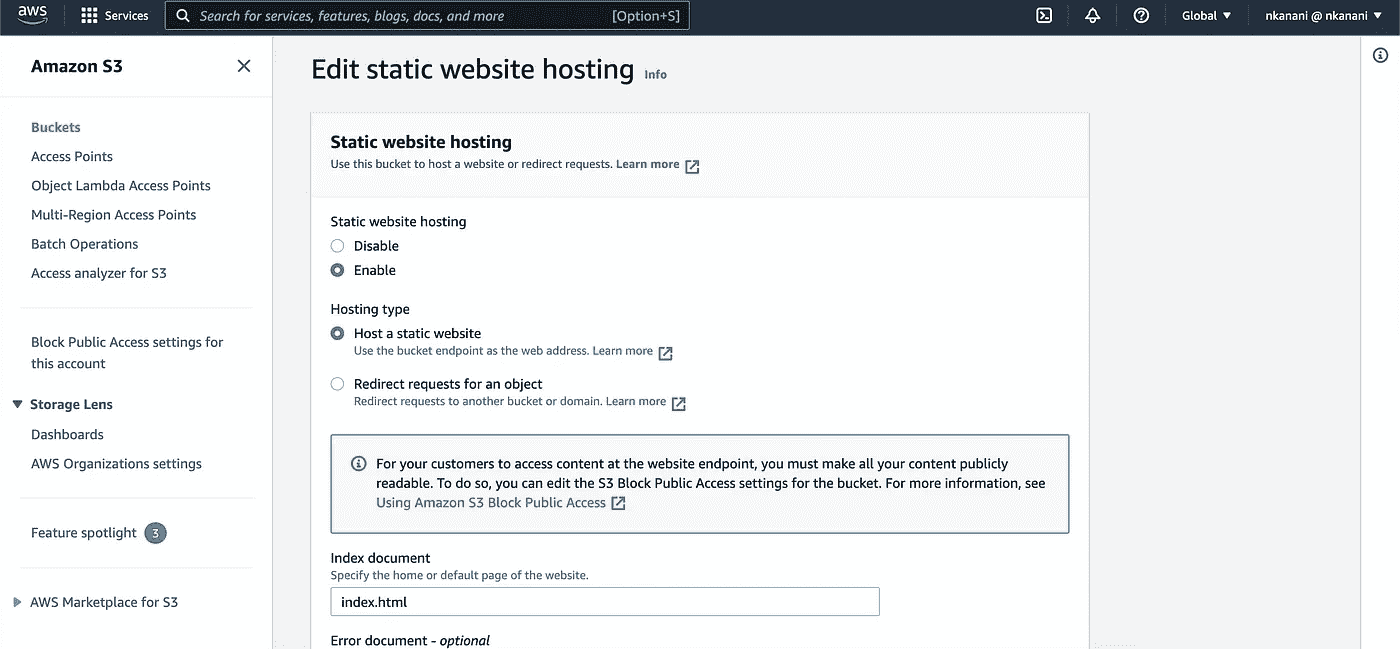 aws
Services
Search for services, features, blogs, docs, and more
[Option+S]
Global
nkanani @ nkanani
Amazon S3
Buckets
Access Points
Object Lambda Access Points
Multi-Region Access Points
Batch Operations
Access analyzer for S3
Block Public Access settings for
this account
Storage Lens
Dashboards
AWS Organizations settings
Feature spotlight 3
AWS Marketplace for S3
Edit static website hosting Info
Static website hosting
Use this bucket to host a website or redirect requests. Learn more
Static website hosting
Disable
Enable
Hosting type
Host a static website
Use the bucket endpoint as the web address. Learn more
Redirect requests for an object
Redirect requests to another bucket or domain. Learn more
For your customers to access content at the website endpoint, you must make all your content publicly
readable. To do so, you can edit the S3 Block Public Access settings for the bucket. For more information, see
Using Amazon S3 Block Public Access
Index document
Specify the home or default page of the website.
index.html
Error document - optional